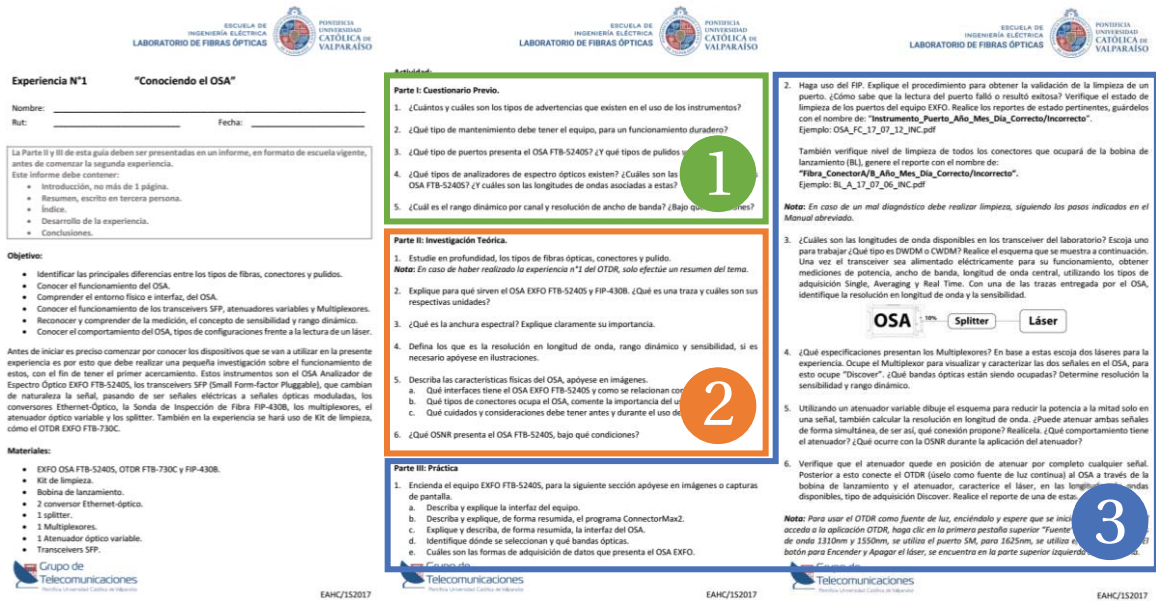 ESCUELA DE
INGENIERÍA ELÉCTRICA
LABORATORIO DE FIBRAS ÓPTICAS
PONTIFICIA
UNIVERSIDAD
CATÓLICA DE
VALPARAÍSO
Experiencia N°1 "Conociendo el OSA"
Nombre:
Rut: Fecha:
La Parte II y III de esta guía deben ser presentadas en un informe, en formato de escuela vigente,
antes de comenzar la segunda experiencia.
Este informe debe contener:
• Introducción, no más de 1 página.
• Resumen, escrito en tercera persona.
• Índice.
• Desarrollo de la experiencia.
• Conclusiones.
Objetivo:
• Identificar las principales diferencias entre los tipos de fibras, conectores y pulidos.
• Conocer el funcionamiento del OSA.
• Comprender el entorno físico e interfaz, del OSA.
• Conocer el funcionamiento de los transceivers SFP, atenuadores variables y Multiplexores.
• Reconocer y comprender de la medición, el concepto de sensibilidad y rango dinámico.
• Conocer el comportamiento del OSA, tipos de configuraciones frente a la lectura de un láser.
Antes de iniciar es preciso comenzar por conocer los dispositivos que se van a utilizar en la presente
experiencia es por esto que debe realizar una pequeña investigación sobre el funcionamiento de
estos, con el fin de tener el primer acercamiento. Estos instrumentos son el OSA Analizador de
Espectro Óptico EXFO FTB-5240S, los transceivers SFP (Small Form-factor Pluggable), que cambian
de naturaleza la señal, pasando de ser señales eléctricas a señales ópticas moduladas, los
conversores Ethernet-Óptico, la Sonda de Inspección de Fibra FIP-430B, los multiplexores, el
atenuador óptico variable y los splitter. También en la experiencia se hará uso de Kit de limpieza,
cómo el OTDR EXFO FTB-730C.
Materiales:
• EXFO OSA FTB-5240S, OTDR FTB-730C y FIP-430B.
• Kit de limpieza.
• Bobina de lanzamiento.
• 2 conversor Ethernet-óptico.
• 1 splitter.
• 1 Multiplexores.
• 1 Atenuador óptico variable.
• Transceivers SFP.
Grupo de
Telecomunicaciones
Pontificia Universidad Católica de Valparaíso
EAHC/1S2017
ESCUELA DE
INGENIERÍA ELÉCTRICA
LABORATORIO DE FIBRAS ÓPTICAS
PONTIFICIA
UNIVERSIDAD
CATÓLICA DE
VALPARAÍSO
Actividad:
Parte I: Cuestionario Previo.
1. ¿Cuántos y cuáles son los tipos de advertencias que existen en el uso de los instrumentos?
2. ¿Qué tipo de mantenimiento debe tener el equipo, para un funcionamiento duradero?
3. ¿Qué tipo de puertos presenta el OSA FTB-5240S? ¿Y qué tipos de pulidos
4. ¿Qué tipos de analizadores de espectro ópticos existen? ¿Cuáles son las
OSA FTB-5240S? ¿Y cuáles son las longitudes de ondas asociadas a estas?
5. ¿Cuál es el rango dinámico por canal y resolución de ancho de banda? ¿Bajo
1
Parte II: Investigación Teórica.
1. Estudie en profundidad, los tipos de fibras ópticas, conectores y pulido.
Nota: En caso de haber realizado la experiencia n°1 del OTDR, solo efectúe un resumen del tema.
2. Explique para qué sirven el OSA EXFO FTB-5240S y FIP-430B. ¿Qué es una traza y cuáles son sus
respectivas unidades?
3. ¿Qué es la anchura espectral? Explique claramente su importancia.
4. Defina los que es la resolución en longitud de onda, rango dinámico y sensibilidad, si es
necesario apóyese en ilustraciones.
5. Describa las características físicas del OSA, apóyese en imágenes.
a. Qué interfaces tiene el OSA EXFO FTB-5240S y como se relacionan
b. Qué tipos de conectores ocupa el OSA, comente la importancia del
c. Qué cuidados y consideraciones debe tener antes y durante el uso
6. ¿Qué OSNR presenta el OSA FTB-5240S, bajo qué condiciones?
2
Parte III: Práctica
1. Encienda el equipo EXFO FTB-5240S, para la siguiente sección apóyese en imágenes o capturas
de pantalla.
a. Describa y explique la interfaz del equipo.
b. Describa y explique, de forma resumida, el programa ConnectorMax2.
c. Explique y describa, de forma resumida, la interfaz del OSA.
d. Identifique dónde se seleccionan y qué bandas ópticas.
e. Cuáles son las formas de adquisición de datos que presenta el OSA EXFO.
Grupo de
Telecomunicaciones
Pontificia Universidad Católica de Valparaíso
EAHC/1S2017
ESCUELA DE
INGENIERÍA ELÉCTRICA
LABORATORIO DE FIBRAS ÓPTICAS
PONTIFICIA
UNIVERSIDAD
CATÓLICA DE
VALPARAÍSO
2. Haga uso del FIP. Explique el procedimiento para obtener la validación de la limpieza de un
puerto. ¿Cómo sabe que la lectura del puerto falló o resultó exitosa? Verifique el estado de
limpieza de los puertos del equipo EXFO. Realice los reportes de estado pertinentes, guárdelos
con el nombre de: "Instrumento_Puerto_Año_Mes_Día_Correcto/Incorrecto".
Ejemplo: OSA_FC_17_07_12_INC.pdf
También verifique nivel de limpieza de todos los conectores que ocupará de la bobina de
lanzamiento (BL), genere el reporte con el nombre de:
"Fibra_ConectorA/B_Año_Mes_Día_Correcto/Incorrecto".
Ejemplo: BL_A_17_07_06_INC.pdf
Nota: En caso de un mal diagnóstico debe realizar limpieza, siguiendo los pasos indicados en el
Manual abreviado.
3. ¿Cuáles son las longitudes de onda disponibles en los transceiver del laboratorio? Escoja uno
para trabajar ¿Qué tipo es DWDM o CWDM? Realice el esquema que se muestra a continuación.
Una vez el transceiver sea alimentado eléctricamente para su funcionamiento, obtener
mediciones de potencia, ancho de banda, longitud de onda central, utilizando los tipos de
adquisición Single, Averaging y Real Time. Con una de las trazas entregada por el OSA,
identifique la resolución en longitud de onda y la sensibilidad.
OSA 10% Splitter Láser
4. ¿Qué especificaciones presentan los Multiplexores? En base a estas escoja dos láseres para la
experiencia. Ocupe el Multiplexor para visualizar y caracterizar las dos señales en el OSA, para
esto ocupe "Discover". ¿Qué bandas ópticas están siendo ocupadas? Determine resolución la
sensibilidad y rango dinámico.
5. Utilizando un atenuador variable dibuje el esquema para reducir la potencia a la mitad solo en
una señal, también calcular la resolución en longitud de onda. ¿Puede atenuar ambas señales
de forma simultánea, de ser así, qué conexión propone? Realícela. ¿Qué comportamiento tiene
el atenuador? ¿Qué ocurre con la OSNR durante la aplicación del atenuador?
6. Verifique que el atenuador quede en posición de atenuar por completo cualquier señal.
Posterior a esto conecte el OTDR (úselo como fuente de luz continua) al OSA a través de la
bobina de lanzamiento y el atenuador, caracterice el láser, en las ondas
disponibles, tipo de adquisición Discover. Realice el reporte de una de estas.
Nota: Para usar el OTDR como fuente de luz, enciéndalo y espere que se
acceda a la aplicación OTDR, haga clic en la primera pestaña superior "Fuente
de onda 1310nm y 1550nm, se utiliza el puerto SM, para 1625nm, se utiliza El
botón para Encender y Apagar el láser, se encuentra en la parte superior izquierda
3
Grupo de
Telecomunicaciones
Pontificia Universidad Católica de Valparaíso
EAHC/1S2017